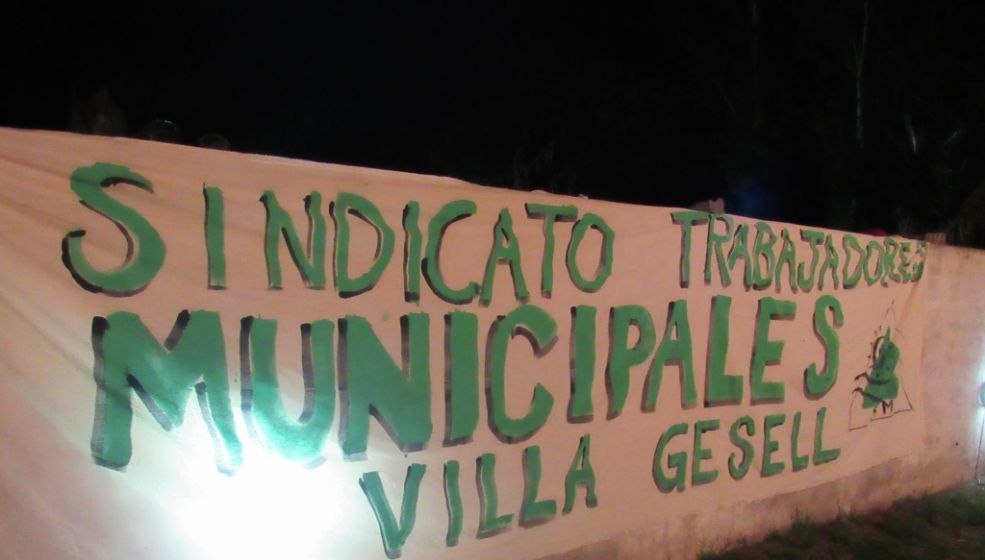 SINDICATO TRABAJADORES
MUNICIPALES
VILLA GESELL
M